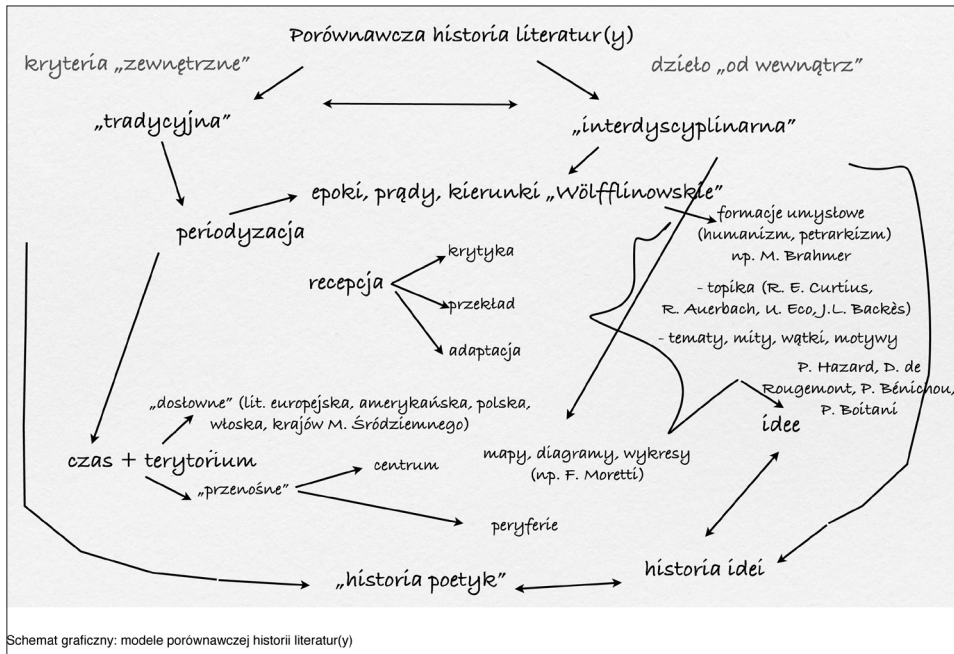 Porównawcza historia literatur(y)
kryteria „zewnętrzne”
dzieło „od wewnątrz”
„tradycyjna”
„interdyscyplinarna”
epoki, prądy, kierunki „Wölfflinowskie”
periodyzacja
formacje umysłowe
(humanizm, petrarkizm)
np. M. Brahmer
recepcja
krytyka
przekład
adaptacja
- topika (R. E. Curtius,
R. Auerbach, U. Eco, J.L. Backès)
- tematy, mity, wątki, motywy
P. Hazard, D. de
Rougemont, P. Bénichou,
P. Boitani
idee
„dosłowne” (lit. europejska, amerykańska, polska,
włoska, krajów M. Śródziemnego)
czas + terytorium
„przenośne”
centrum
peryferie
mapy, diagramy, wykresy
(np. F. Moretti)
„historia poetyk”
historia idei
Schemat graficzny: modele porównawczej historii literatur(y)